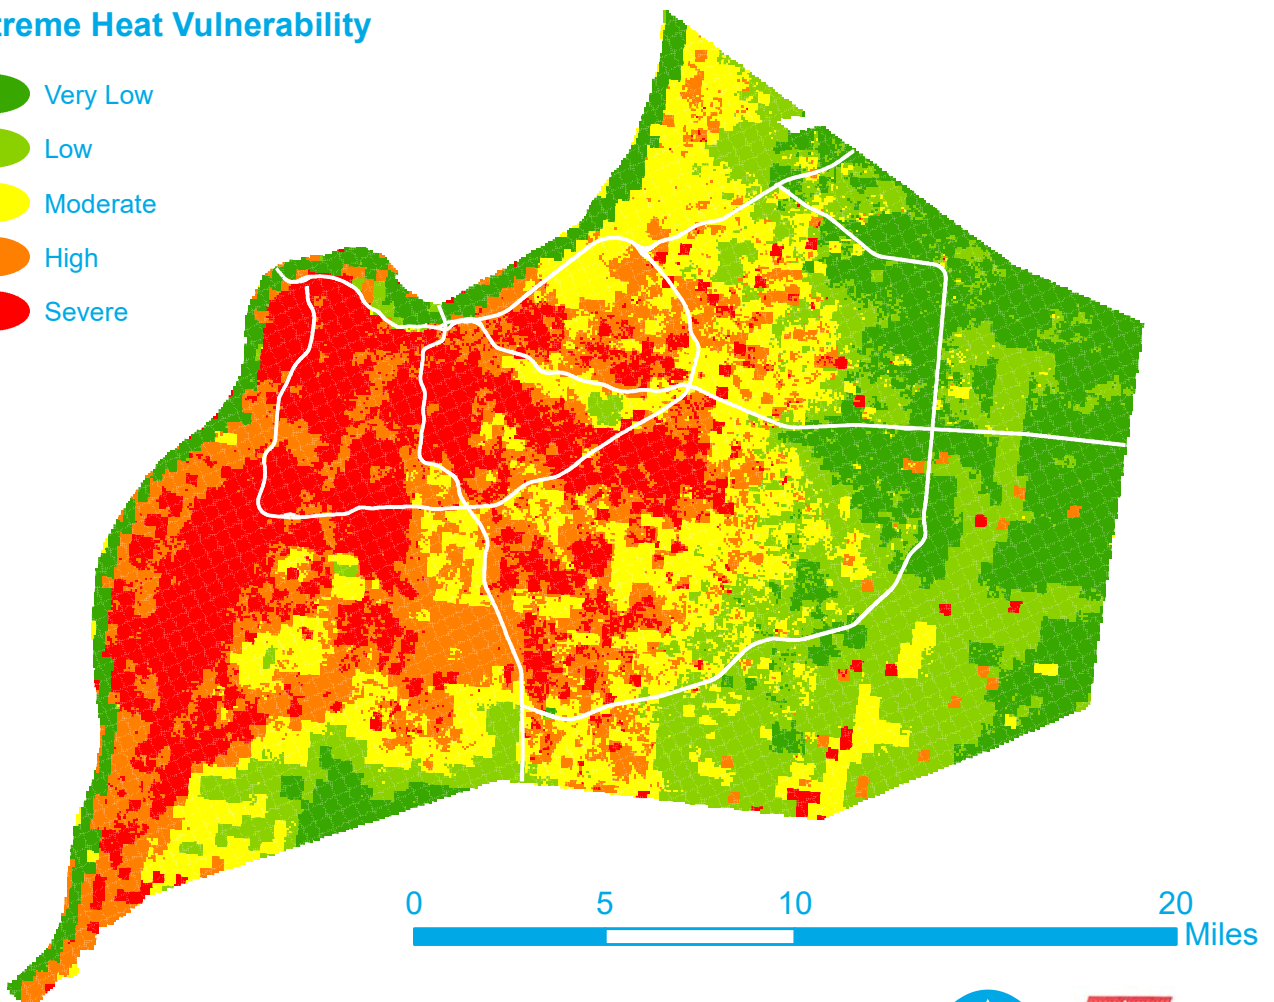 treme Heat Vulnerability
Very Low
Low
Moderate
High
Severe
0 5 10 20
Miles